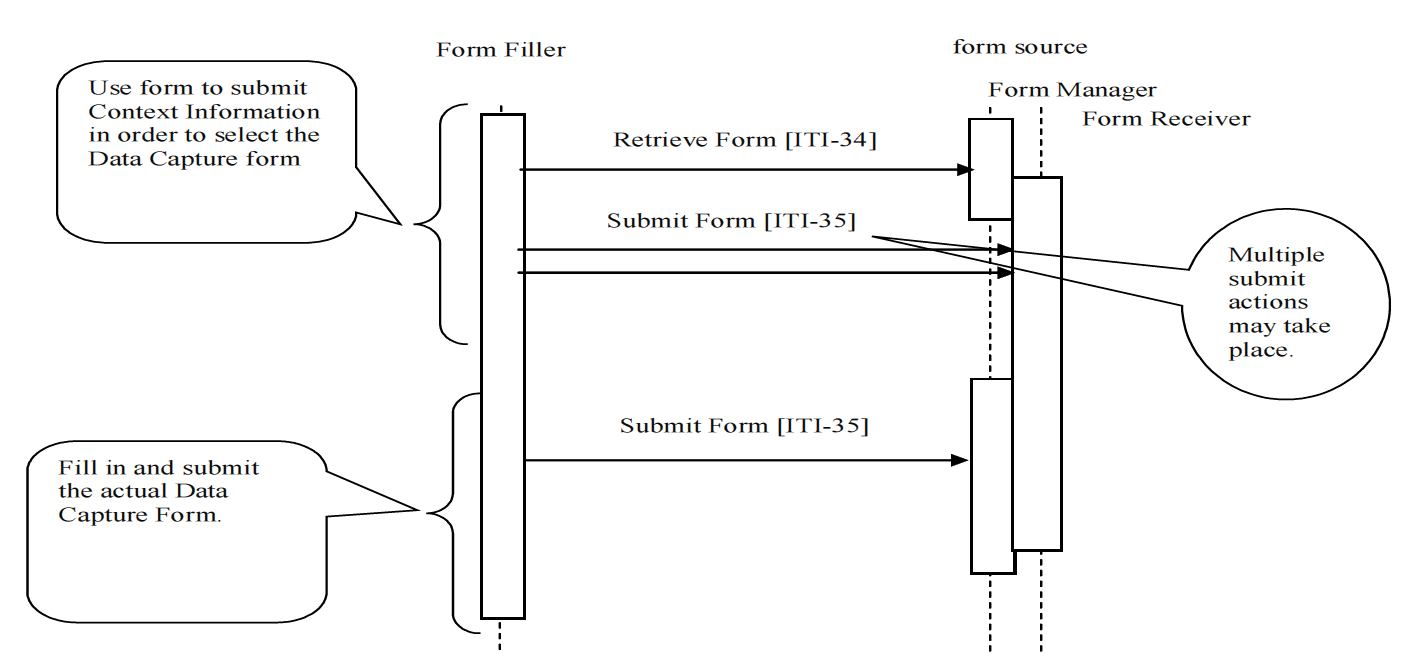 Form Filler
form source
Form Manager
Form Receiver
Use form to submit
Context Information
in order to select the
Data Capture form
Retrieve Form [ITI-34]
Submit Form [ITI-35]
Multiple
submit
actions
may take
place.
Submit Form [ITI-35]
Fill in and submit
the actual Data
Capture Form.